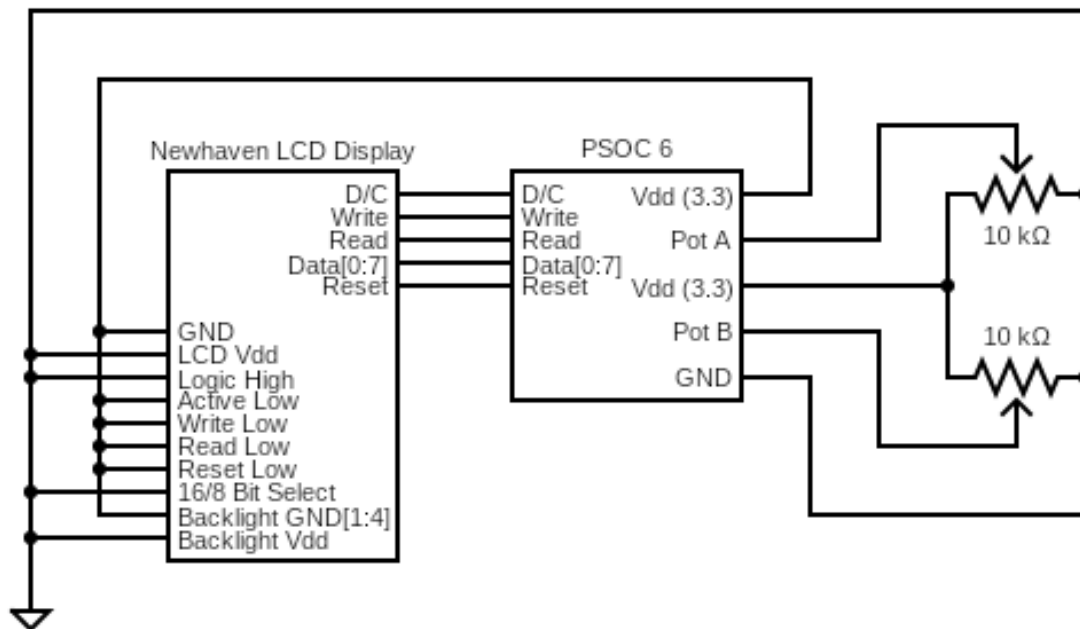 Newhaven LCD Display
D/C
Write
Read
Data[0:7]
Reset
GND
LCD Vdd
Logic High
Active Low
Write Low
Read Low
Reset Low
16/8 Bit Select
Backlight GND[1:4]
Backlight Vdd
PSOC 6
D/C
Write
Read
Data[0:7]
Reset
Vdd (3.3)
Pot A
Vdd (3.3)
Pot B
GND
10 kΩ
10 kΩ